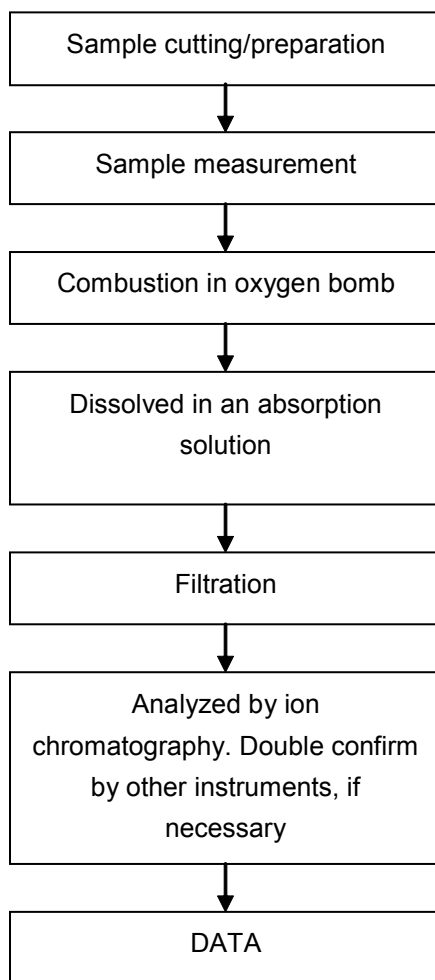 Sample cutting/preparation
Sample measurement
Combustion in oxygen bomb
Dissolved in an absorption
solution
Filtration
Analyzed by ion
chromatography. Double confirm
by other instruments, if
necessary
DATA